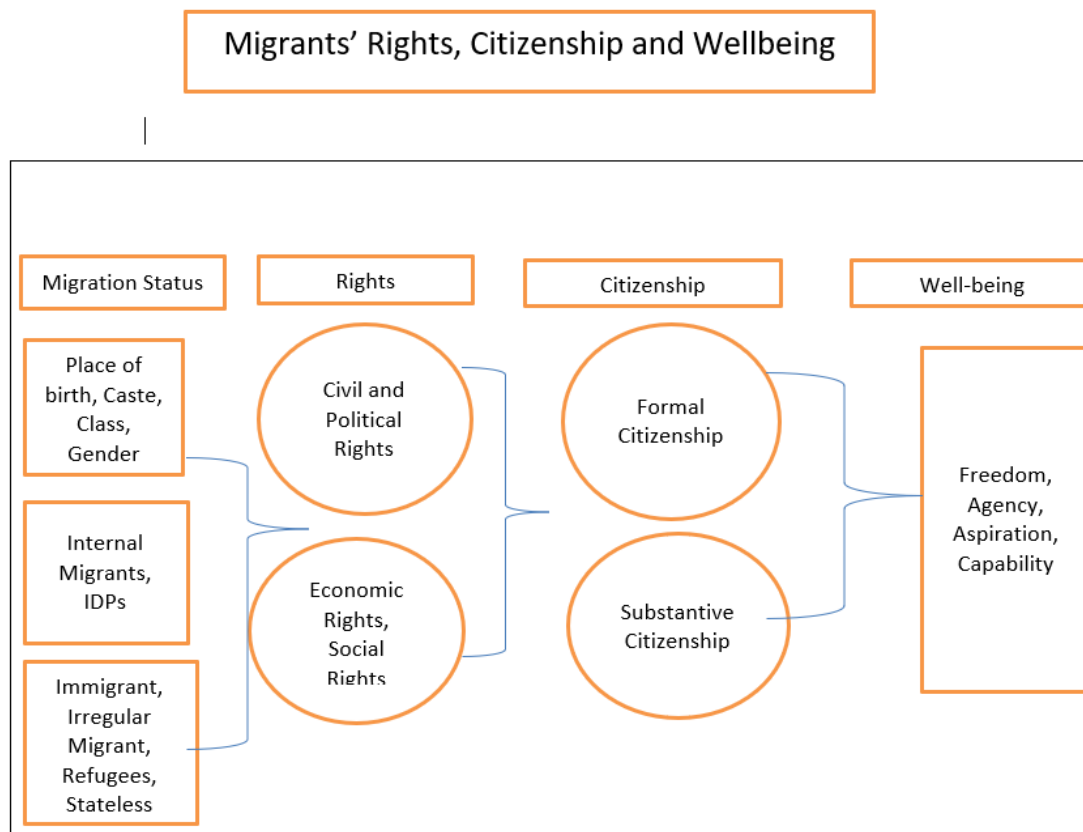 Migrants’ Rights, Citizenship and Wellbeing
Migration Status
Rights
Citizenship
Well-being
Place of
birth, Caste,
Class,
Gender
Internal
Migrants,
IDPs
Immigrant,
Irregular
Migrant,
Refugees,
Stateless
Civil and
Political
Rights
Economic
Rights,
Social
Rights
Formal
Citizenship
Substantive
Citizenship
Freedom,
Agency,
Aspiration,
Capability